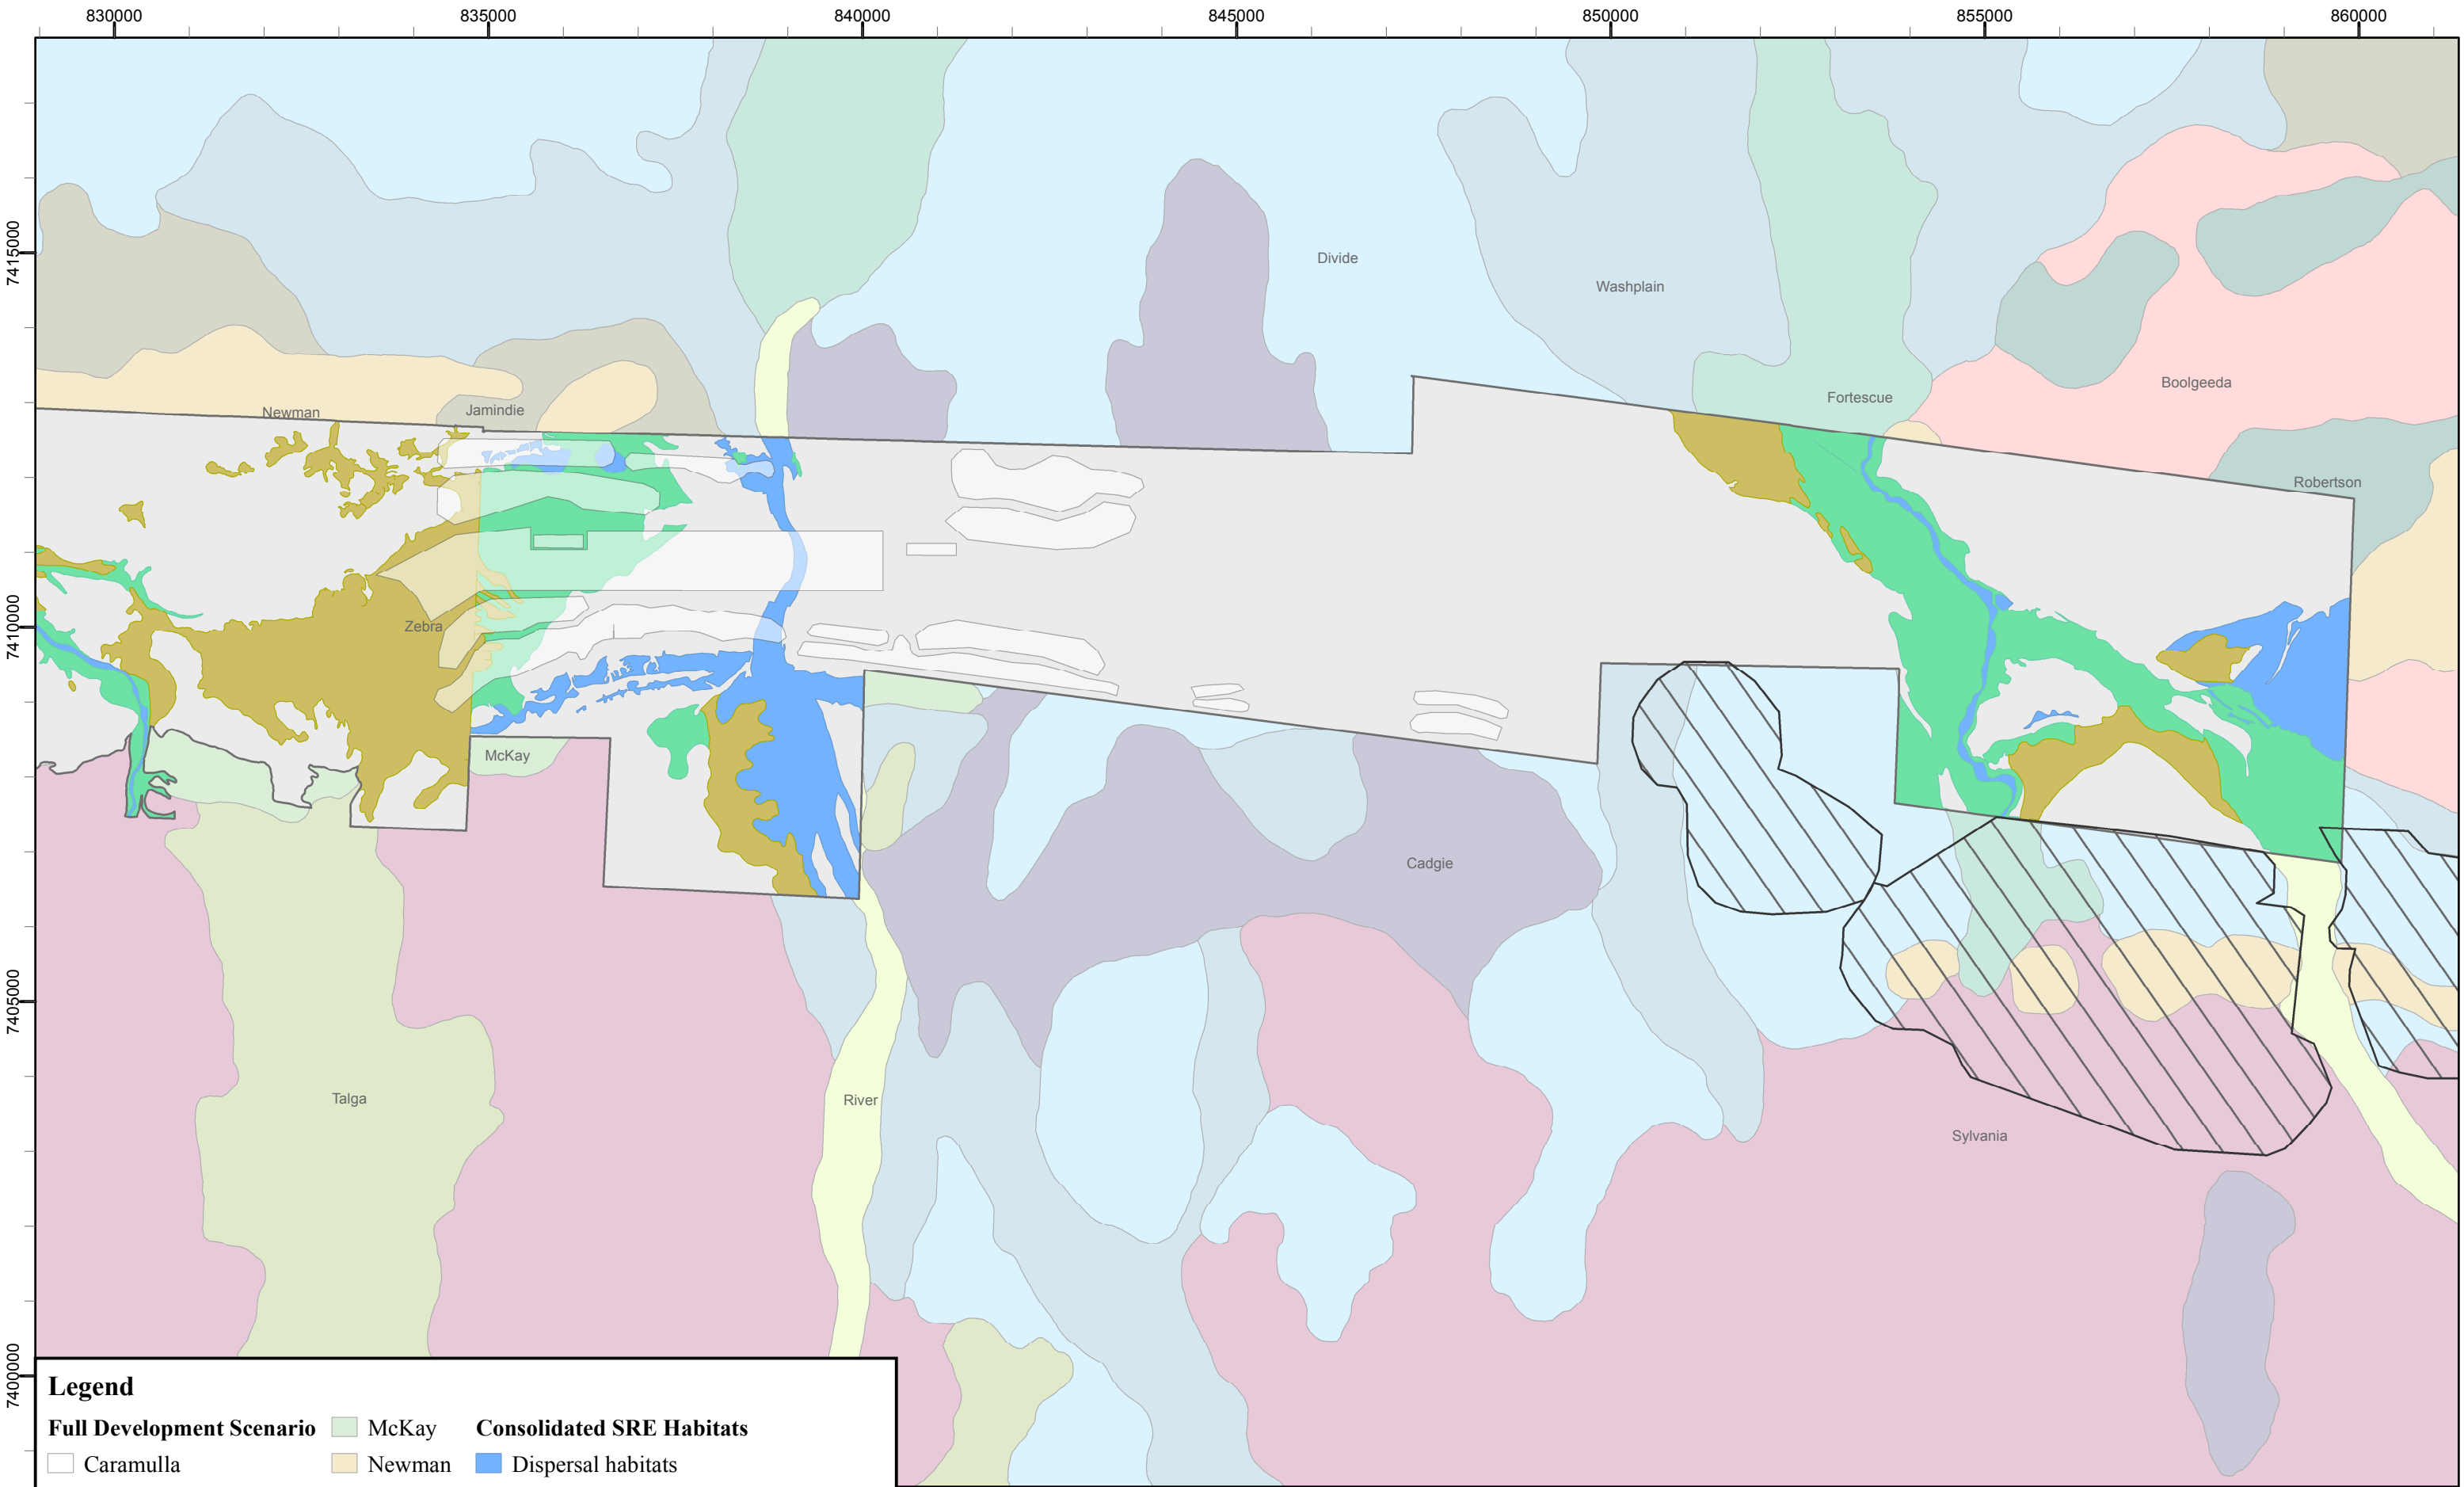 830000 835000 840000 845000 850000 855000 860000
7415000
Divide
Washplain
Boolgeeda
Fortescue
Newman
Jamindie
Robertson
7410000
Zebra
McKay
Cadgie
7405000
Talga
River
Sylvania
7400000
Legend
Full Development Scenario McKay Consolidated SRE Habitats
Caramulla Newman Dispersal habitats